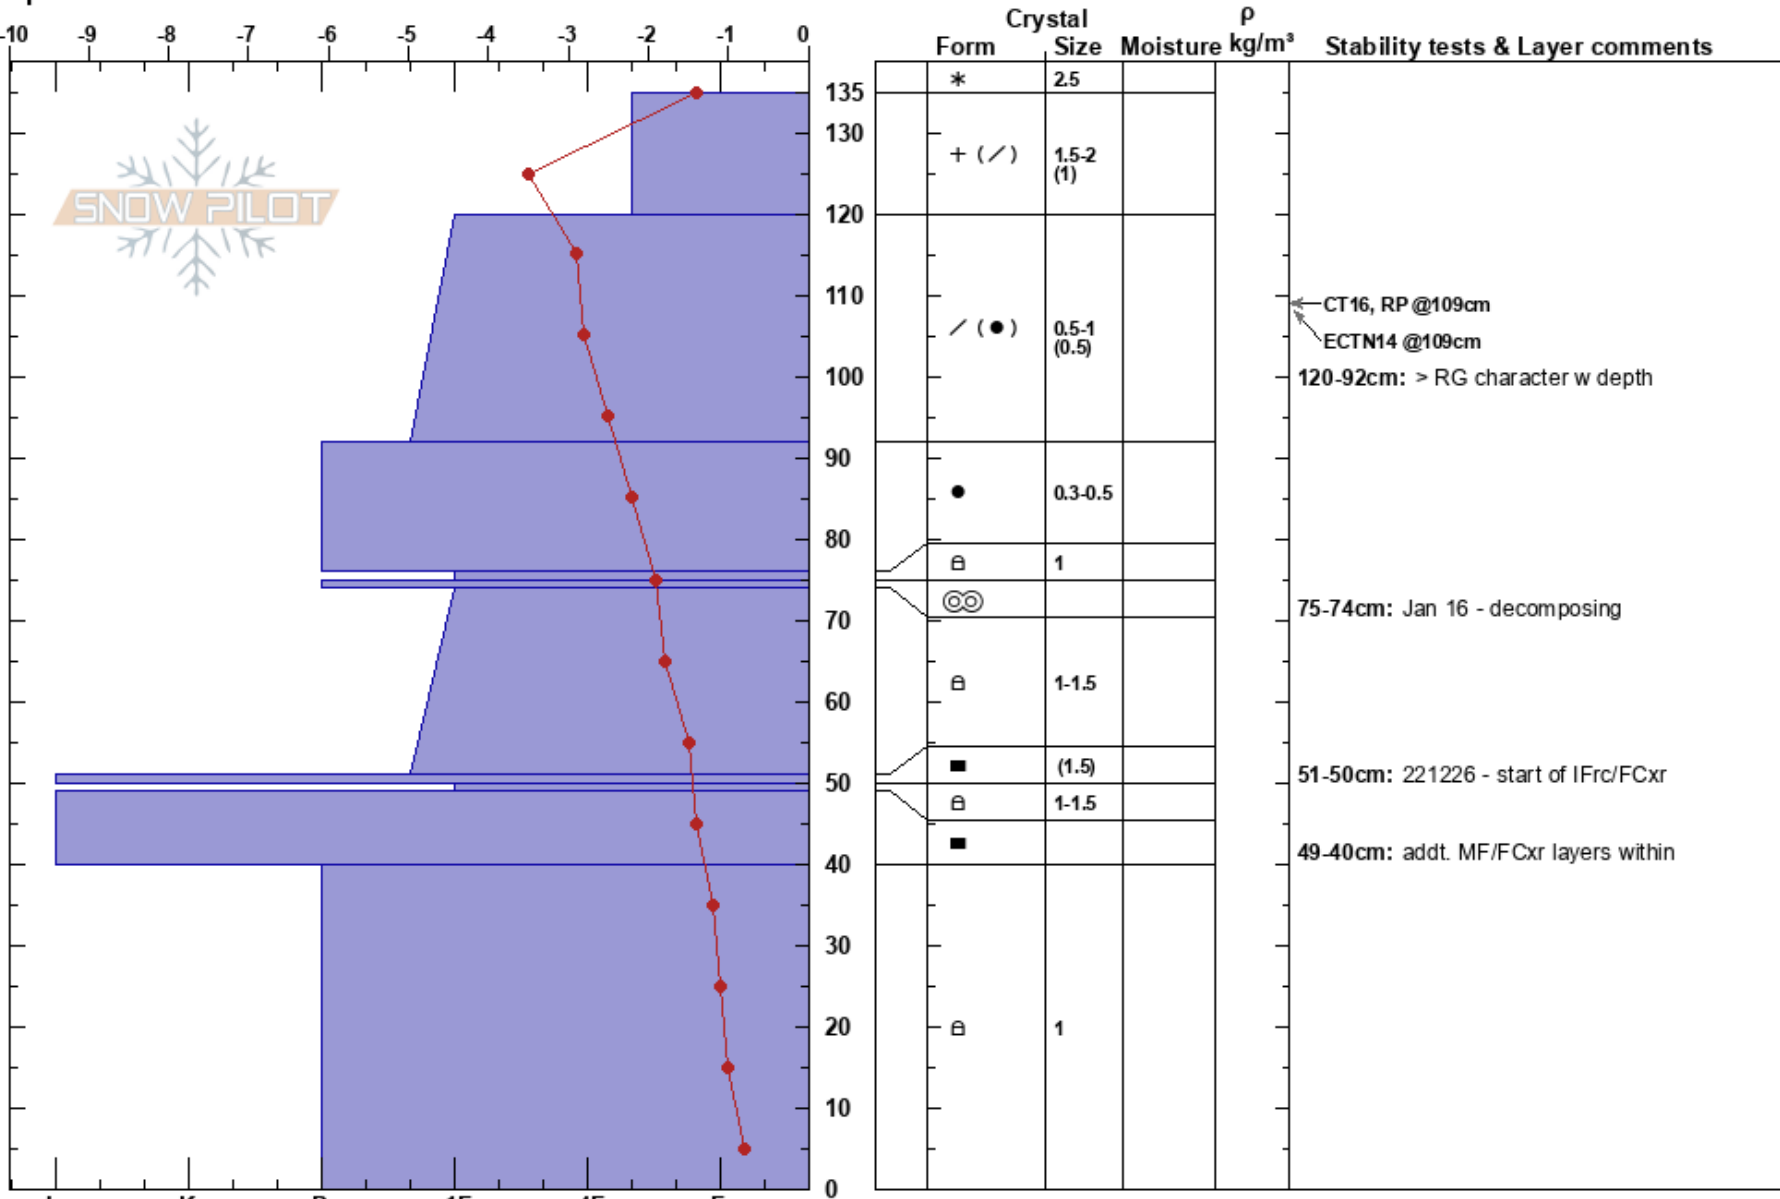 -10 -9 -8 -7 -6 -5 -4 -3 -2 -1 0
Crystal ρ
Form Size Moisture kg/m³ Stability tests & Layer comments
SNOW PILOT
* 2.5
135
130
+ ( / ) 1.5-2
(1)
120
110
CT16, RP @109cm
/ ( ● ) 0.5-1
(0.5)
ECTN14 @109cm
100
120-92cm: > RG character w depth
90
● 0.3-0.5
80
1
75-74cm: Jan 16 - decomposing
70
1-1.5
60
(1.5)
51-50cm: 221226 - start of IFrc/FCxr
50
1-1.5
49-40cm: addt. MF/FCxr layers within
40
30
20
1
10
0